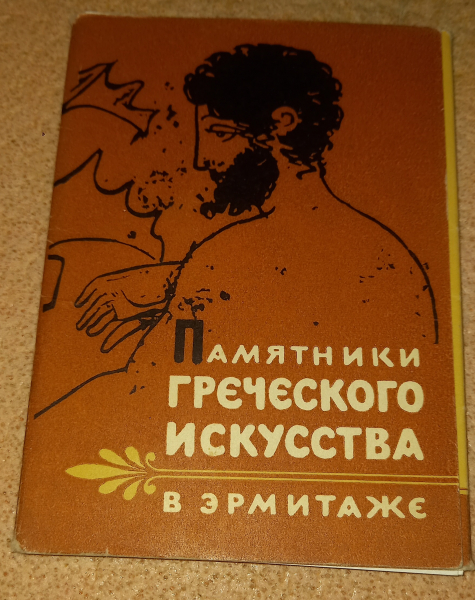 Памятники
греческого
искусства
в Эрмитаже